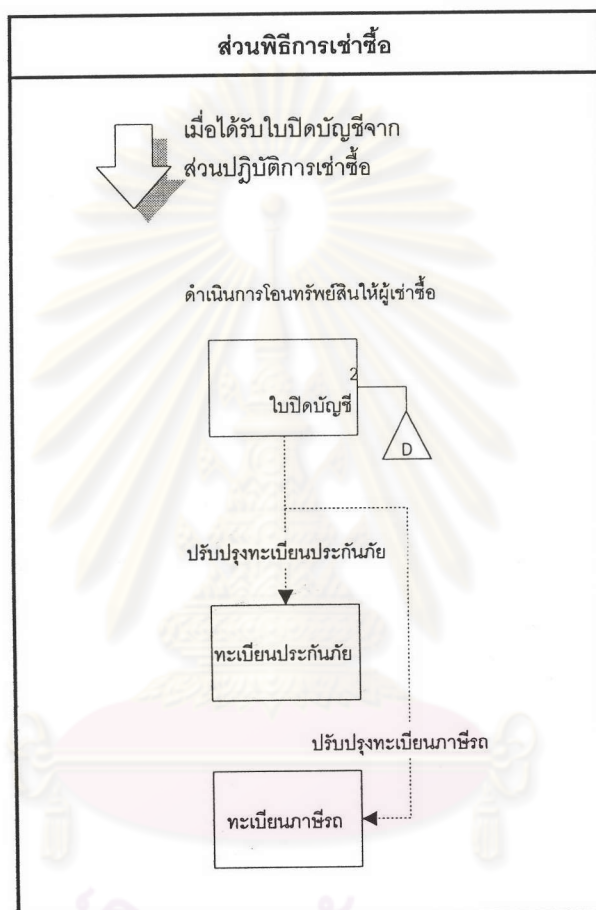 ส่วนพิธีการเช่าซื้อ
เมื่อได้รับใบปิดบัญชีจาก
ส่วนปฏิบัติการเช่าซื้อ
ดำเนินการโอนทรัพย์สินให้ผู้เช่าซื้อ
2
ใบปิดบัญชี
D
ปรับปรุงทะเบียนประกันภัย
ทะเบียนประกันภัย
ปรับปรุงทะเบียนภาษีรถ
ทะเบียนภาษีรถ